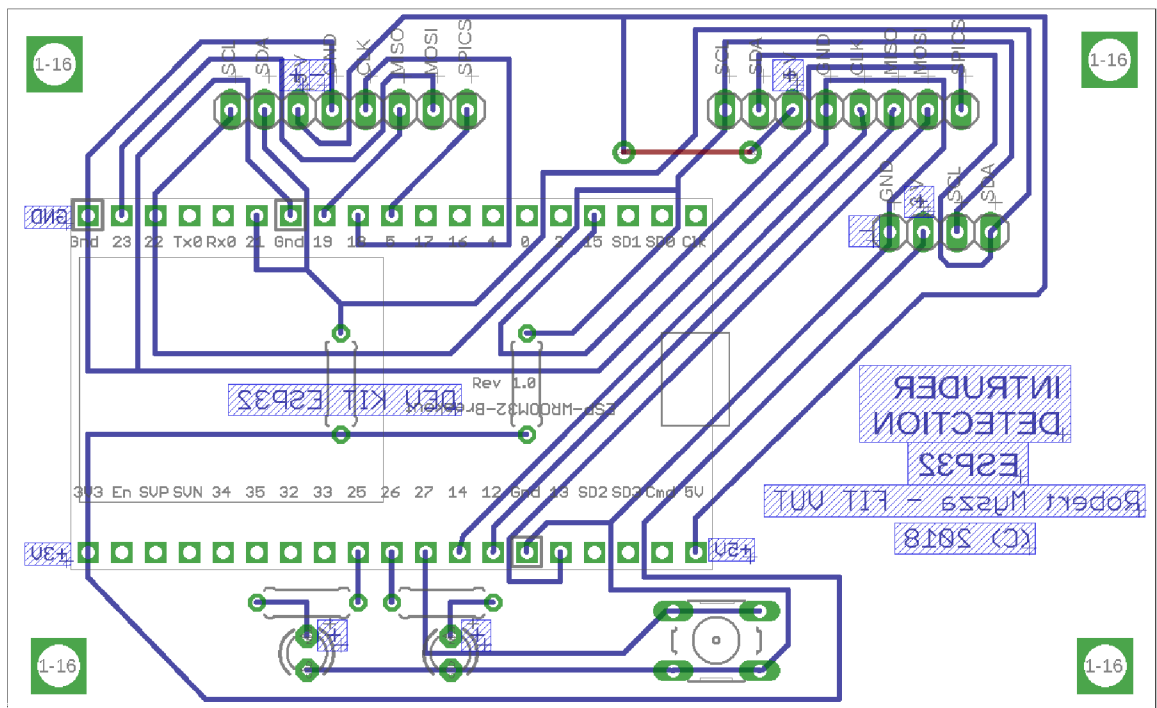 1-16
SCL SDA GND CLK MISO MOSI SPICS
SCL SDA GND CLK MISO MOSI SPICS
1-16
GND SCL SDA
GND
Gnd 23 22 Tx0 Rx0 21 Gnd 19 18 5 17 16 4 0 2 15 SD1 SD0 Clk
Rev 1.0
DEV KIT ESP32
ESP-WROOM32-Breakout
INTRUDER
DETECTION
ESP32
Robert Mysza - FIT VUT
(C) 2018
3V3 En SVP SVN 34 35 32 33 25 26 27 14 12 Gnd 13 SD2 SD3 Cmd 5V
+3V
+5V
+ +
1-16
1-16